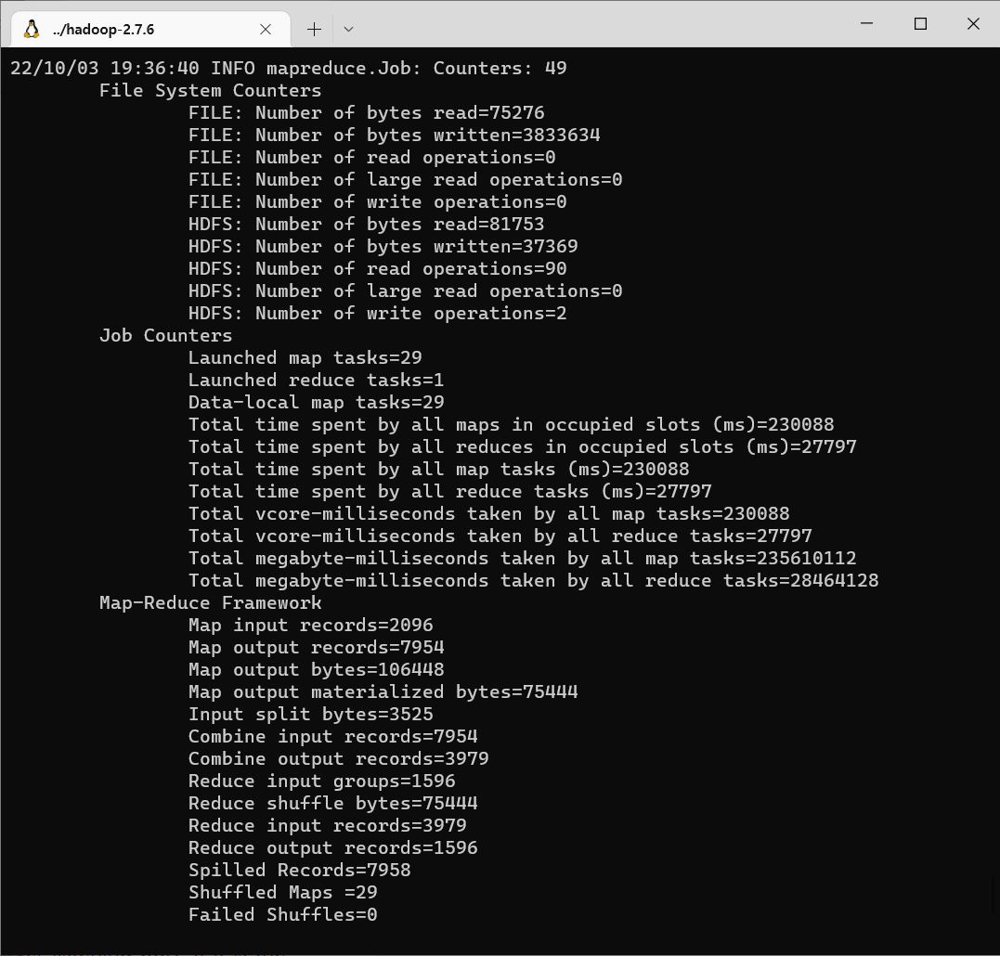 ../hadoop-2.7.6
22/10/03 19:36:40 INFO mapreduce.Job: Counters: 49
File System Counters
FILE: Number of bytes read=75276
FILE: Number of bytes written=3833634
FILE: Number of read operations=0
FILE: Number of large read operations=0
FILE: Number of write operations=0
HDFS: Number of bytes read=81753
HDFS: Number of bytes written=37369
HDFS: Number of read operations=90
HDFS: Number of large read operations=0
HDFS: Number of write operations=2
Job Counters
Launched map tasks=29
Launched reduce tasks=1
Data-local map tasks=29
Total time spent by all maps in occupied slots (ms)=230088
Total time spent by all reduces in occupied slots (ms)=27797
Total time spent by all map tasks (ms)=230088
Total time spent by all reduce tasks (ms)=27797
Total vcore-milliseconds taken by all map tasks=230088
Total vcore-milliseconds taken by all reduce tasks=27797
Total megabyte-milliseconds taken by all map tasks=235610112
Total megabyte-milliseconds taken by all reduce tasks=28464128
Map-Reduce Framework
Map input records=2096
Map output records=7954
Map output bytes=106448
Map output materialized bytes=75444
Input split bytes=3525
Combine input records=7954
Combine output records=3979
Reduce input groups=1596
Reduce shuffle bytes=75444
Reduce input records=3979
Reduce output records=1596
Spilled Records=7958
Shuffled Maps =29
Failed Shuffles=0